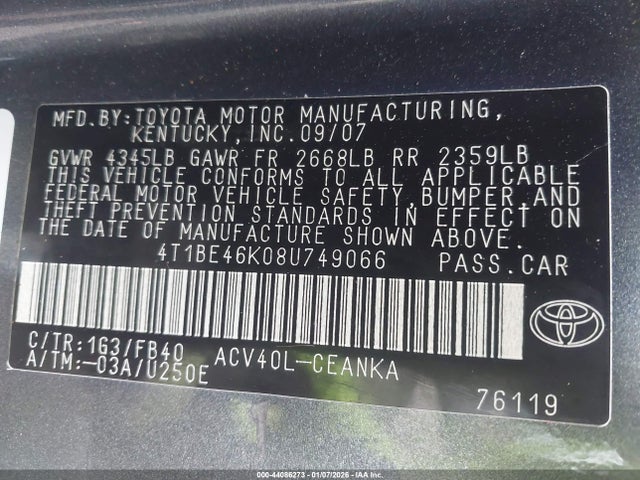 MFD.BY:TOYOTA MOTOR MANUFACTURING,
KENTUCKY,INC.09/07
GVWR 4345LB GAWR FR 2668LB RR 2359LB
THIS VEHICLE CONFORMS TO ALL APPLICABLE
FEDERAL MOTOR VEHICLE SAFETY,BUMPER,AND
THEFT PREVENTION STANDARDS IN EFFECT ON
THE DATE OF MANUFACTURE SHOWN ABOVE.
4T1BE46K08U749066 PASS.CAR
C/TR:1G3/FB40 ACV40L-CEANKA
A/TM:-03A/U250E
76119
TOYOTA
000-44086273 - 01/07/2026 - IAA Inc.